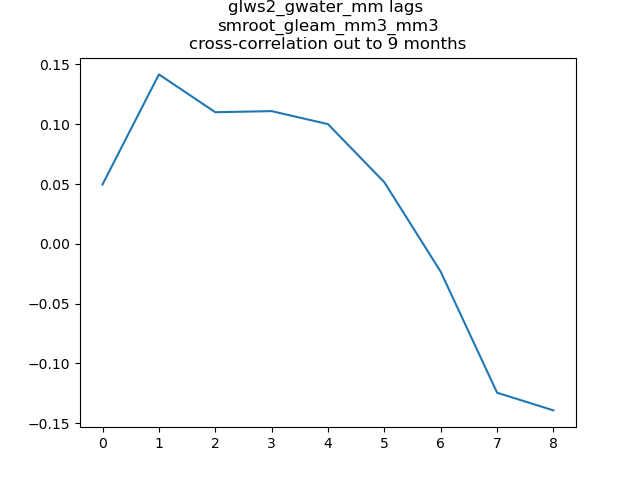 glws2_gwater_mm lags
smroot_gleam_mm3_mm3
cross-correlation out to 9 months
0.15
0.10
0.05
0.00
−0.05
−0.10
−0.15
0 1 2 3 4 5 6 7 8